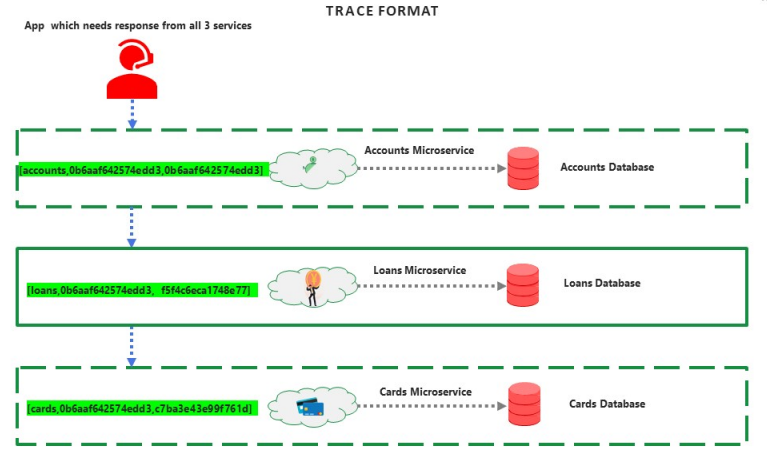 TRACE FORMAT
App which needs response from all 3 services
Accounts Microservice
[accounts,0b6aaf642574edd3,0b6aaf642574edd3]
Accounts Database
Loans Microservice
[loans,0b6aaf642574edd3, f5f4c6eca1748e77]
Loans Database
Cards Microservice
[cards,0b6aaf642574edd3,c7ba3e43e99f761d]
Cards Database